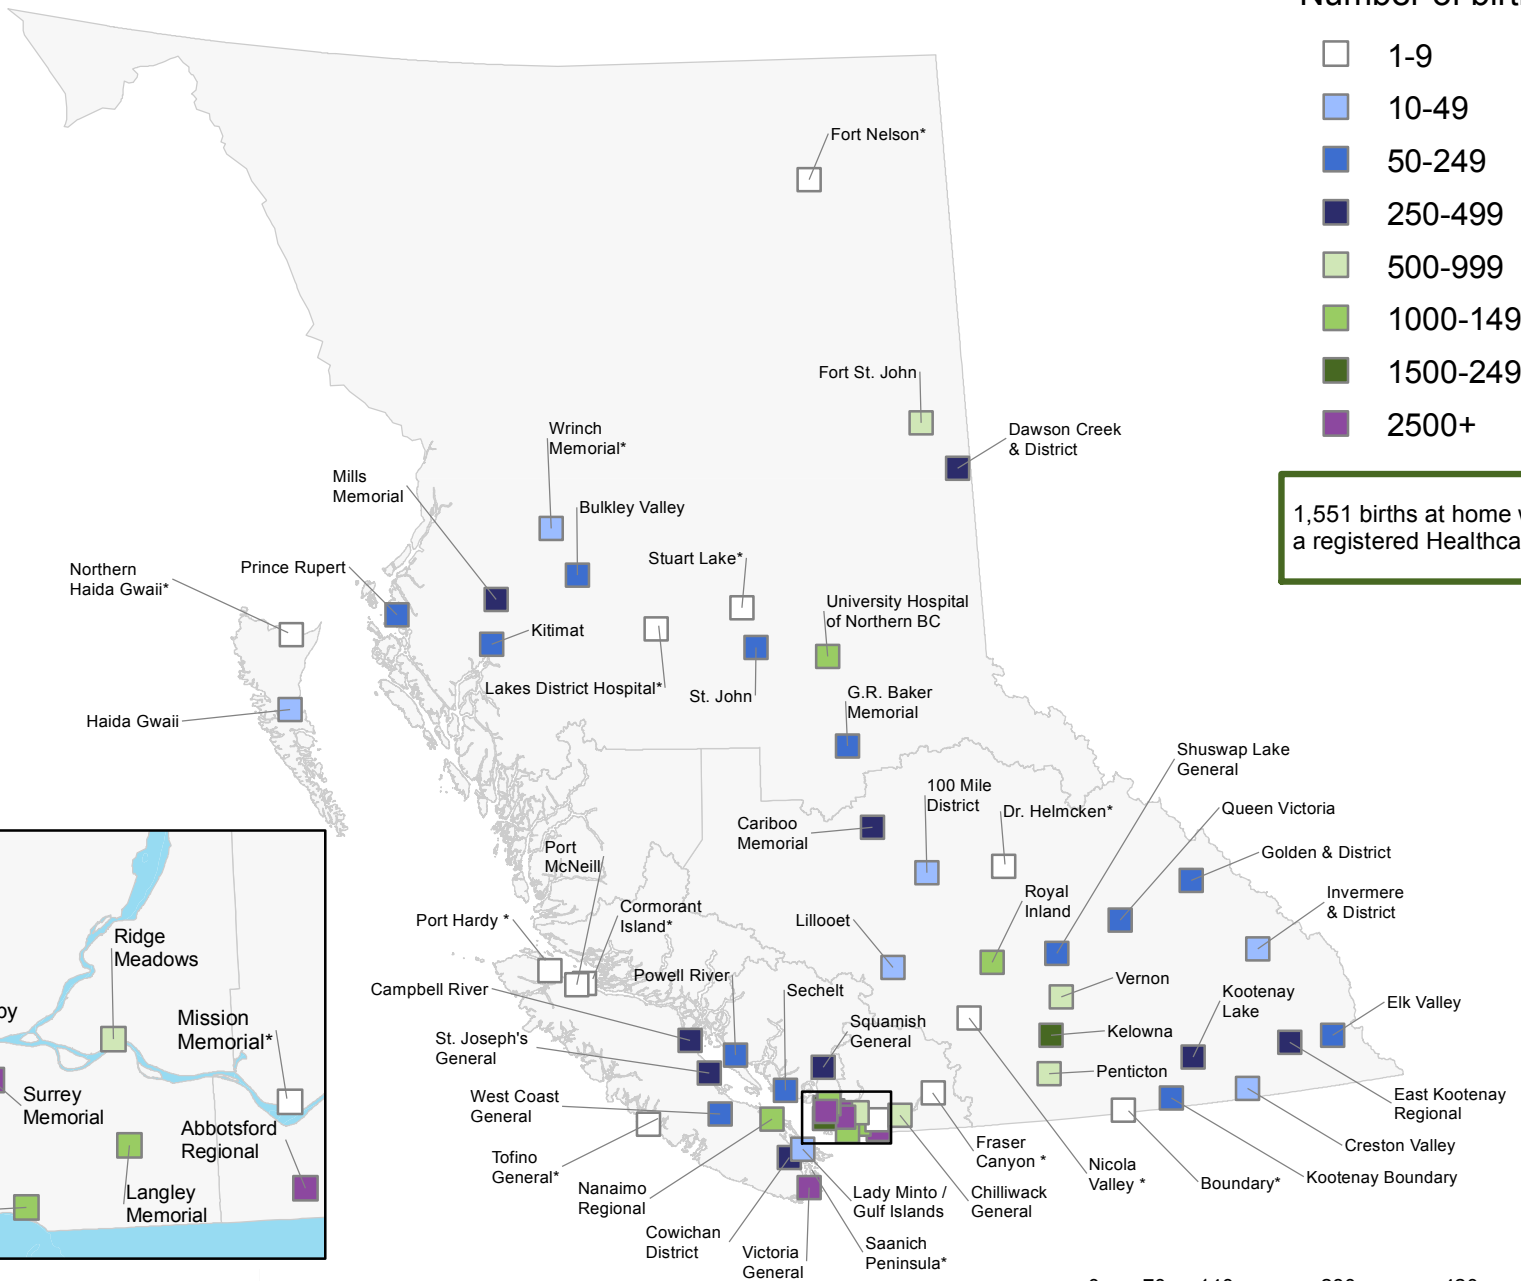 1-9
10-49
50-249
250-499
500-999
1000-149
1500-249
2500+
1,551 births at home
a registered Healthca
Fort Nelson*
Fort St. John
Dawson Creek
& District
Wrinch
Memorial*
Mills
Memorial
Bulkley Valley
Stuart Lake*
Northern
Haida Gwaii*
Prince Rupert
University Hospital
of Northern BC
Kitimat
Lakes District Hospital*
St. John
G.R. Baker
Memorial
Haida Gwaii
Shuswap Lake
General
100 Mile
District
Dr. Helmcken*
Queen Victoria
Cariboo
Memorial
Golden & District
Port
McNeill
Royal
Inland
Invermere
& District
Port Hardy *
Cormorant
Island*
Lillooet
Powell River
Campbell River
Sechelt
Vernon
Kootenay
Lake
Elk Valley
St. Joseph's
General
Squamish
General
Kelowna
Penticton
West Coast
General
East Kootenay
Regional
Creston Valley
Tofino
General*
Fraser
Canyon *
Nicola
Valley *
Boundary*
Kootenay Boundary
Nanaimo
Regional
Lady Minto /
Gulf Islands
Chilliwack
General
Cowichan
District
Victoria
General
Saanich
Peninsula*
Ridge
Meadows
Mission
Memorial*
Surrey
Memorial
Abbotsford
Regional
Langley
Memorial